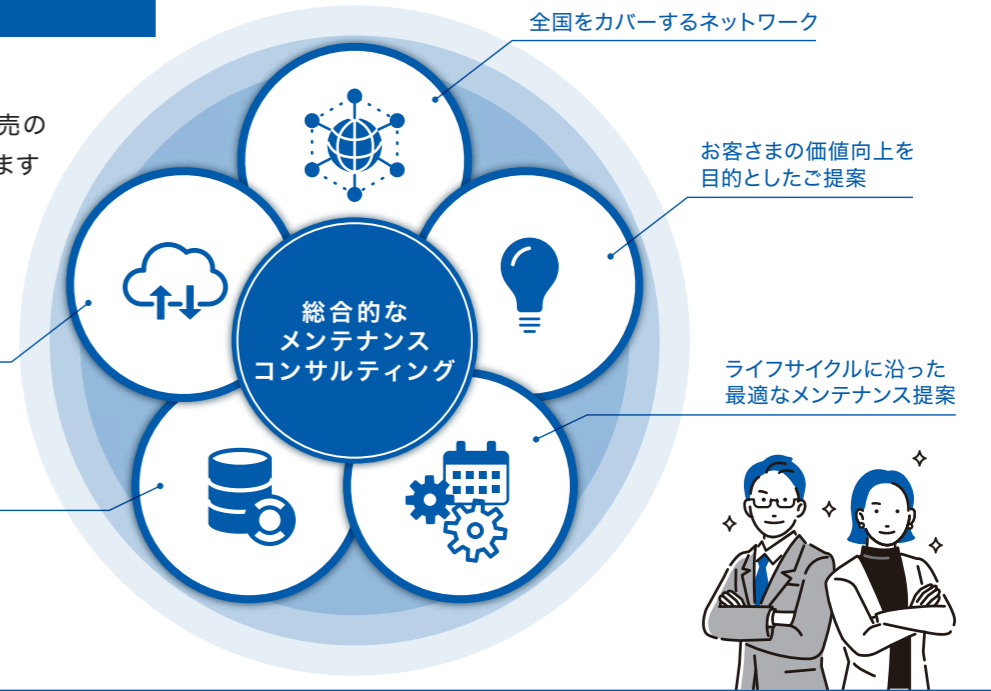 全国をカバーするネットワーク
売の
ます
お客さまの価値向上を
目的としたご提案
総合的な
メンテナンス
コンサルティング
ライフサイクルに沿った
最適なメンテナンス提案